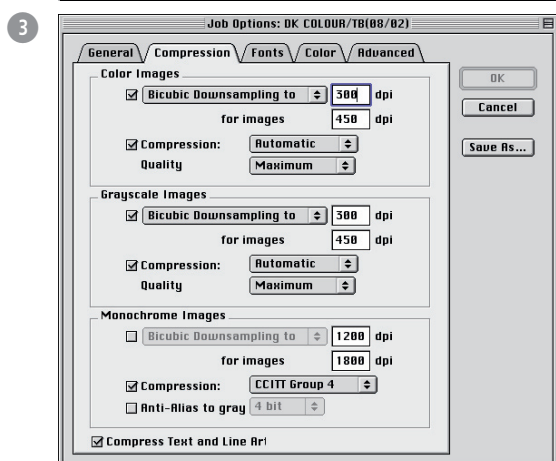 3
Job Options: DK COLOUR/TB(08/02)
General Compression Fonts Color Advanced
Color Images
Bicubic Downsampling to 300 dpi
for images 450 dpi
Compression: Automatic
Quality Maximum
Grayscale Images
Bicubic Downsampling to 300 dpi
for images 450 dpi
Compression: Automatic
Quality Maximum
Monochrome Images
Bicubic Downsampling to 1200 dpi
for images 1800 dpi
Compression: CCITT Group 4
Anti-Alias to gray 4 bit
Compress Text and Line Art
OK
Cancel
Save As...